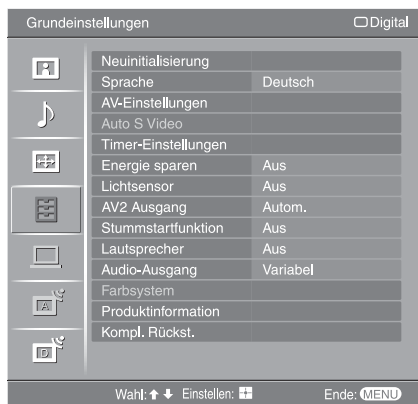 Grundeinstellungen Digital
Neuinitialisierung
Sprache Deutsch
AV-Einstellungen
Auto S Video
Timer-Einstellungen
Energie sparen Aus
Lichtsensor Aus
AV2 Ausgang Autom.
Stummstartfunktion Aus
Lautsprecher Aus
Audio-Ausgang Variabel
Farbsystem
A Produktinformation
Kompl. Rückst.
D
Wahl: Einstellen: Ende: MENU